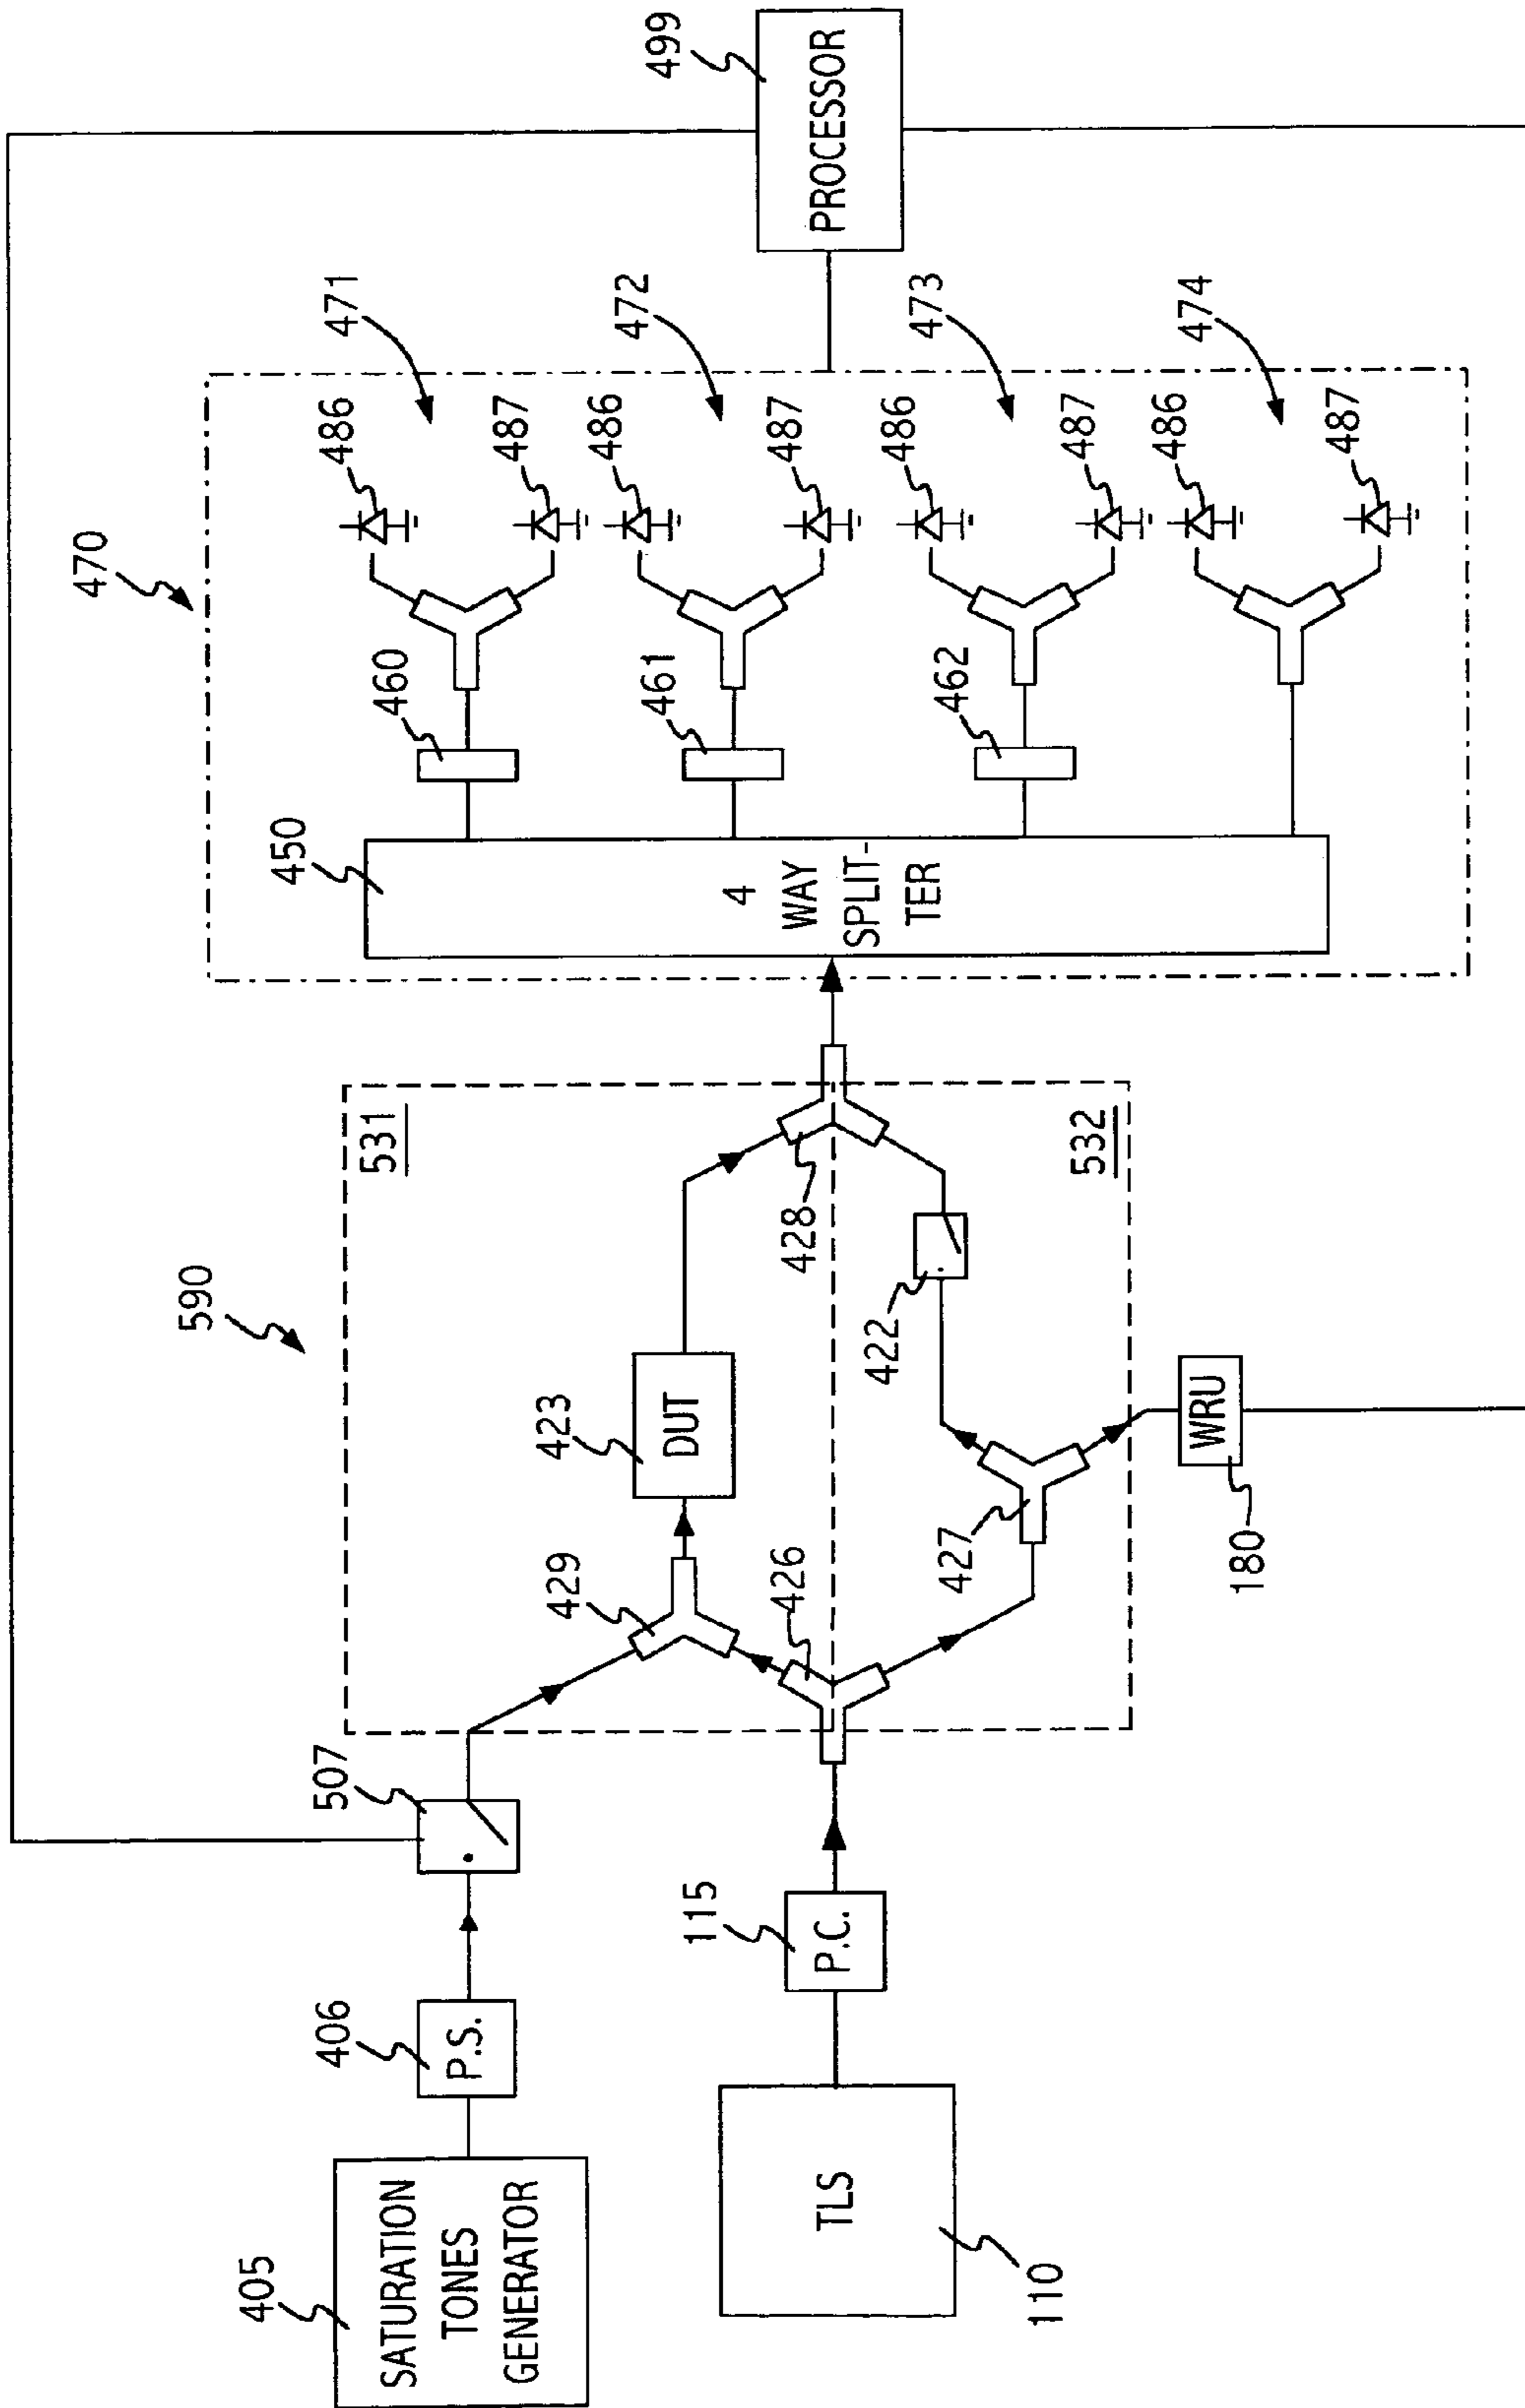 405
SATURATION
TONES
GENERATOR
406
P.S.
507
TLS
110
115
P.C.
590
531
429
426
423
DUT
428
427
422
532
180
WRU
470
450
4
WAY
SPLIT-
TER
460
461
462
486
487
471
486
487
472
486
487
473
486
487
474
499
PROCESSOR